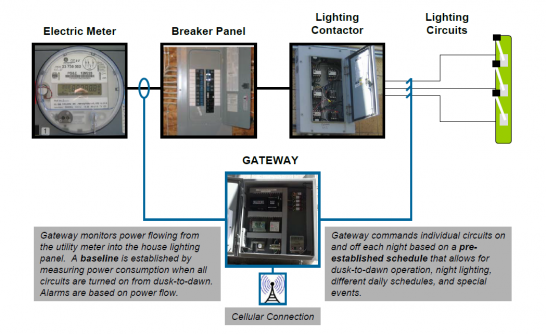 Electric Meter
Breaker Panel
Lighting
Contactor
Lighting
Circuits
GATEWAY
Gateway monitors power flowing from
the utility meter into the house lighting
panel. A baseline is established by
measuring power consumption when all
circuits are turned on from dusk-to-dawn.
Alarms are based on power flow.
Gateway commands individual circuits on
and off each night based on a pre-
established schedule that allows for
dusk-to-dawn operation, night lighting,
different daily schedules, and special
events.
Cellular Connection